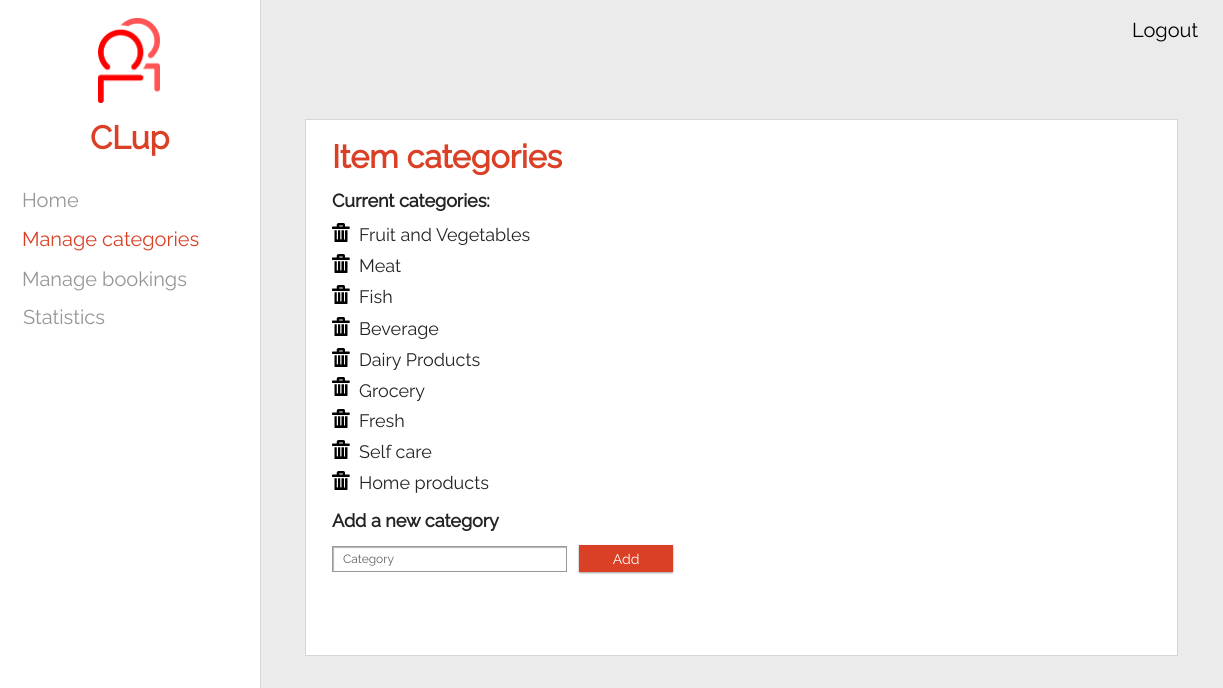 CLup
Home
Manage categories
Manage bookings
Statistics
Logout
Item categories
Current categories:
Fruit and Vegetables
Meat
Fish
Beverage
Dairy Products
Grocery
Fresh
Self care
Home products
Add a new category
Category
Add